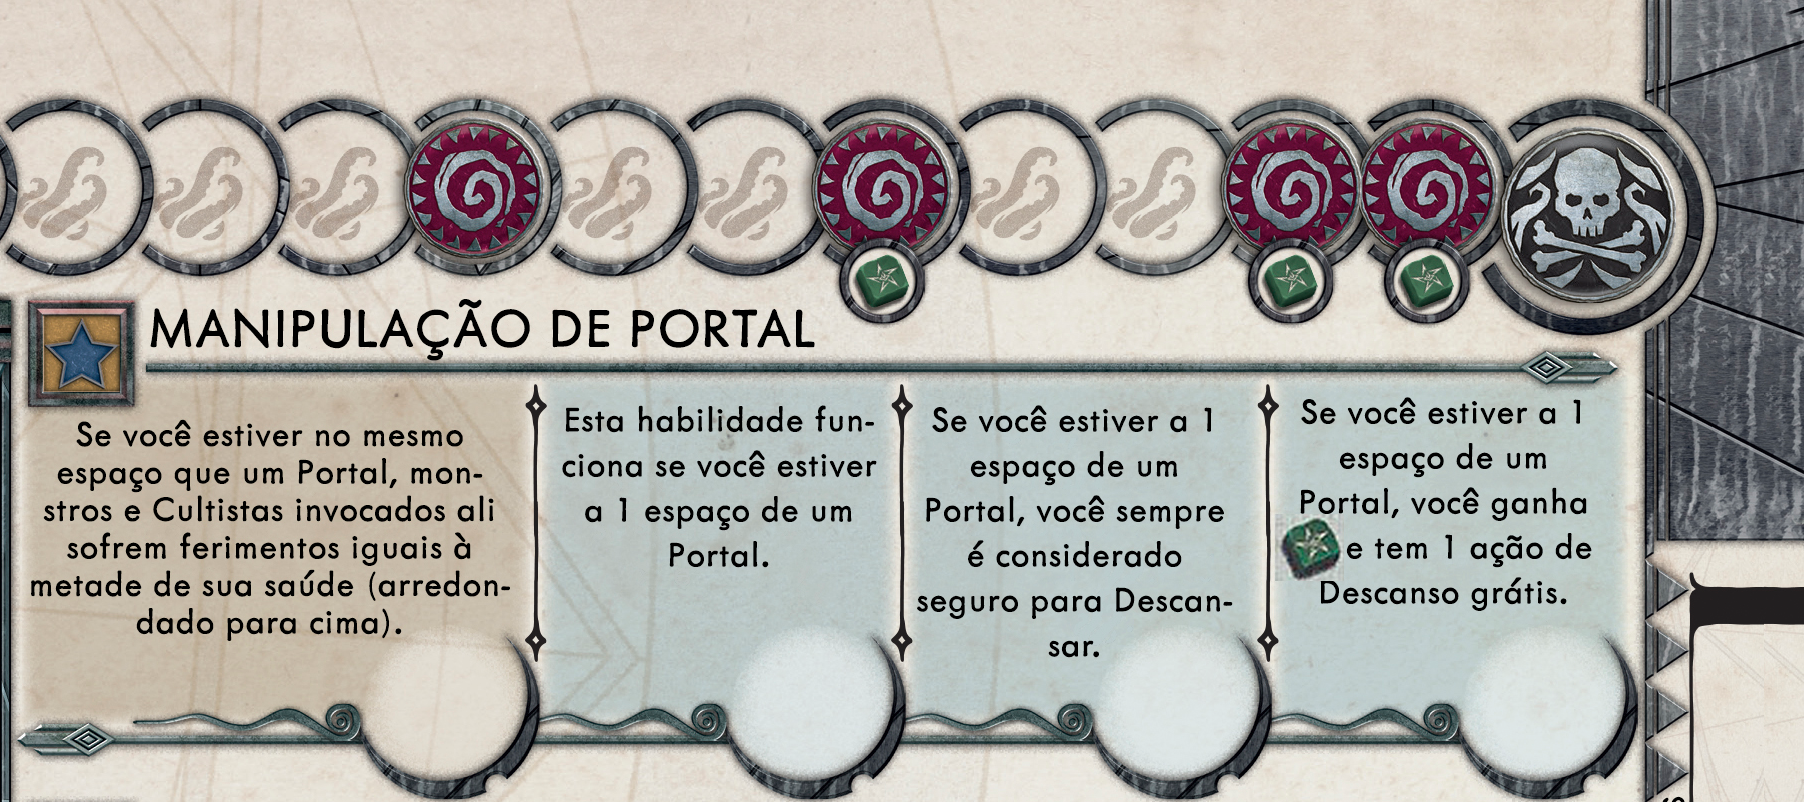 MANIPULAÇÃO DE PORTAL
Se você estiver no mesmo
espaço que um Portal, mon-
stros e Cultistas invocados ali
sofrem ferimentos iguais à
metade de sua saúde (arredon-
dado para cima).
Esta habilidade fun-
ciona se você estiver
a 1 espaço de um
Portal.
Se você estiver a 1
espaço de um
Portal, você sempre
é considerado
seguro para Descan-
sar.
Se você estiver a 1
espaço de um
Portal, você ganha
e tem 1 ação de
Descanso grátis.